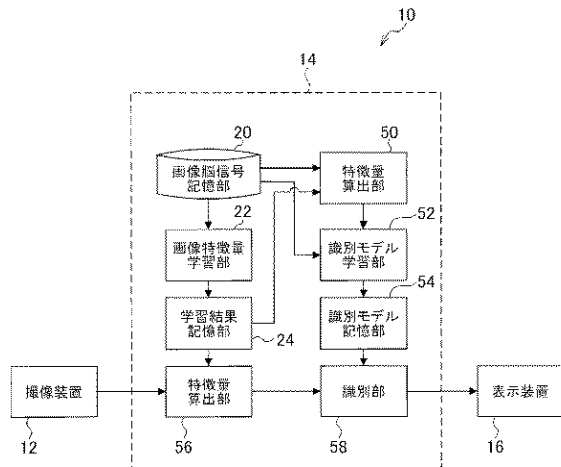 10
14
20
50
画像脳信号
記憶部
特徴量
算出部
22
52
画像特徴量
学習部
識別モデル
学習部
54
学習結果
記憶部
24
識別モデル
記憶部
撮像装置
特徴量
算出部
識別部
表示装置
12
56
58
16